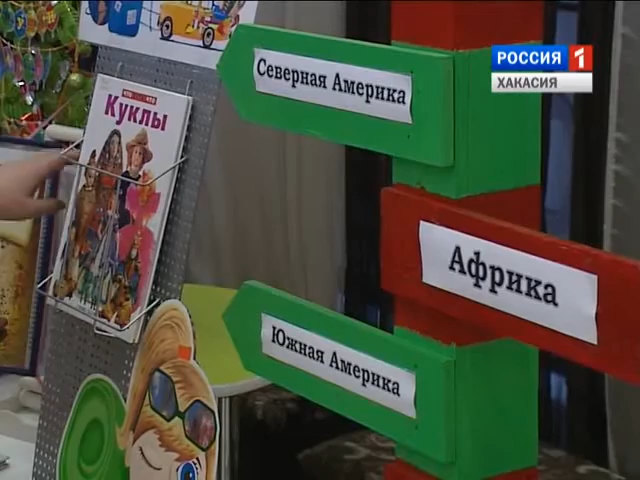 РОССИЯ 1
ХАКАСИЯ
Северная Америка
Куклы
Африка
Южная Америка